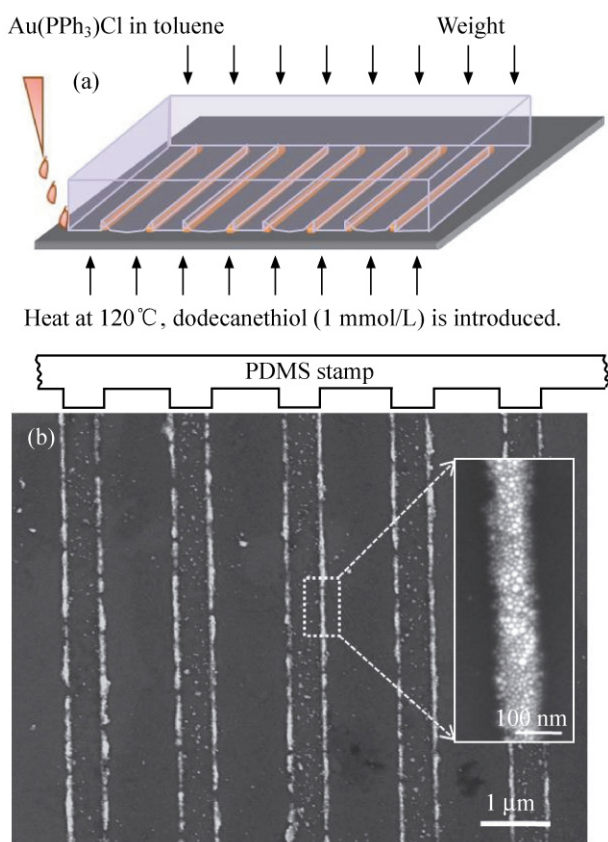 Au(PPh₃)Cl in toluene Weight
(a)
Heat at 120℃, dodecanethiol (1 mmol/L) is introduced.
PDMS stamp
(b)
100 nm
1 μm